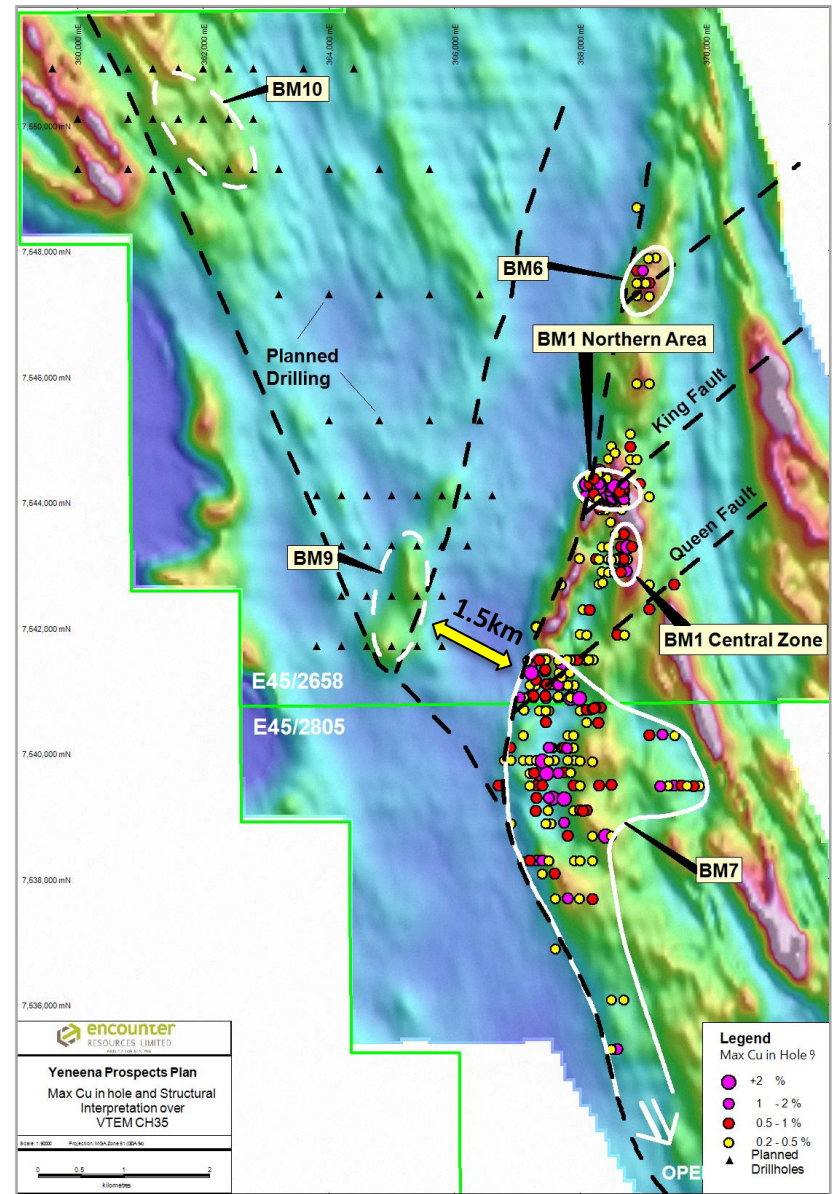 360,000 mE
362,000 mE
364,000 mE
366,000 mE
368,000 mE
370,000 mE
BM10
7,550,000 mN
7,548,000 mN
BM6
BM1 Northern Area
Planned
Drilling
7,546,000 mN
King Fault
7,544,000 mN
Queen Fault
BM9
1.5km
7,542,000 mN
BM1 Central Zone
E45/2658
E45/2805
7,540,000 mN
BM7
7,538,000 mN
7,536,000 mN
encounter
RESOURCES LIMITED
Yeneena Prospects Plan
Max Cu in hole and Structural
Interpretation over
VTEM CH35
0 0.5 1 2
kilometres
Legend
Max Cu in Hole 9
+2 %
1 - 2 %
0.5 - 1 %
0.2 - 0.5 %
Planned
Drillholes
OPE